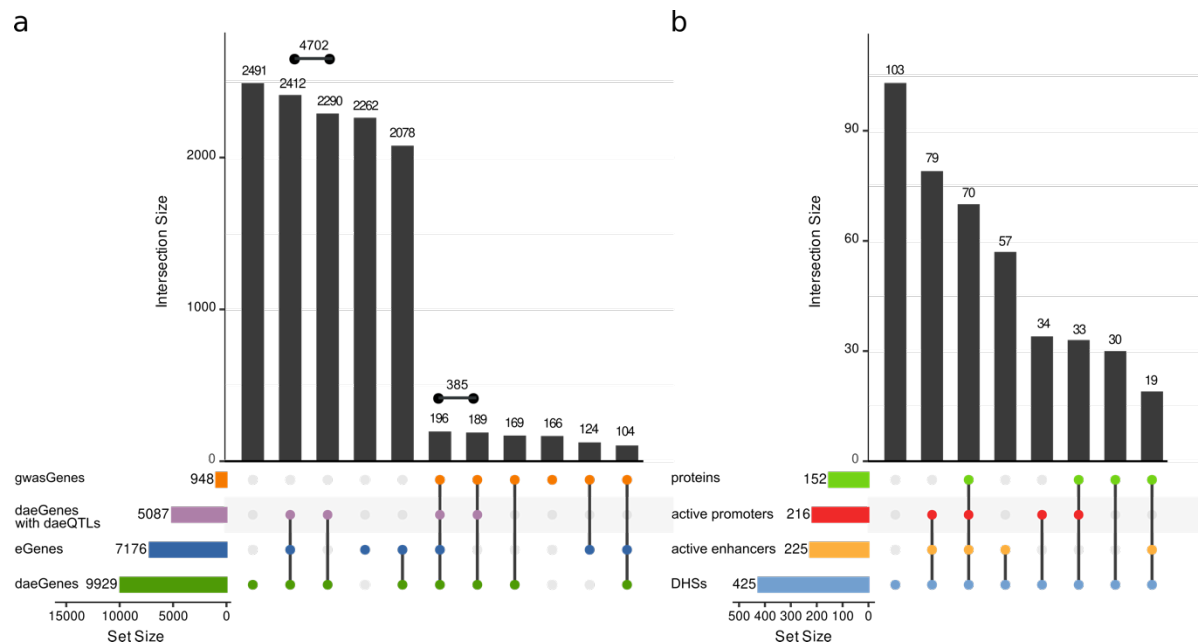 a
4702
2491
2412
2290
2262
2078
2000
Intersection Size
1000
385
196
189
169
166
124
104
0
gwasGenes
948
daeGenes
with daeQTLs
5087
eGenes
7176
daeGenes
9929
15000 10000 5000 0
Set Size
b
103
90
79
70
60
57
Intersection Size
34
33
30
30
19
0
proteins
152
active promoters
216
active enhancers
225
DHSs
425
500 400 300 200 100 0
Set Size